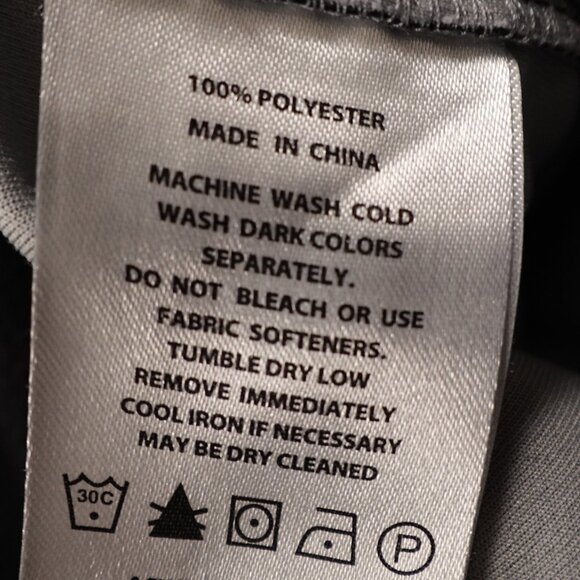 100% POLYESTER
MADE IN CHINA
MACHINE WASH COLD
WASH DARK COLORS
SEPARATELY.
DO NOT BLEACH OR USE
FABRIC SOFTENERS.
TUMBLE DRY LOW
REMOVE IMMEDIATELY
COOL IRON IF NECESSARY
MAY BE DRY CLEANED
30C P